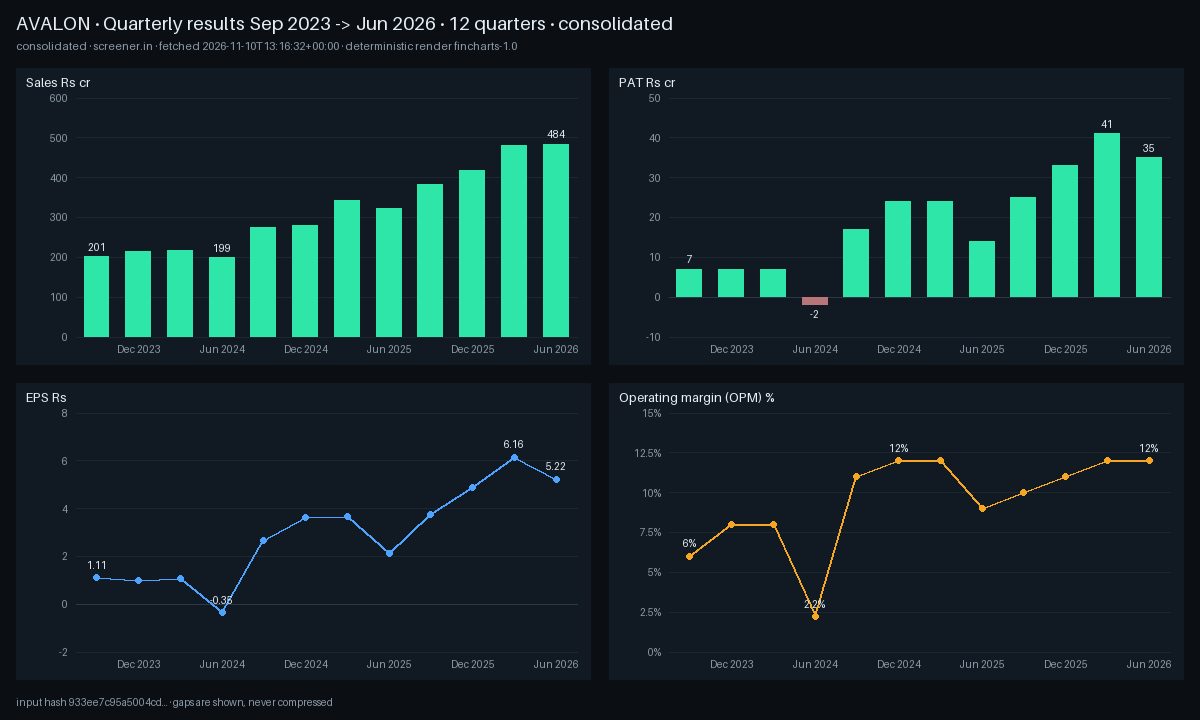 AVALON · Quarterly results Sep 2023 -> Jun 2026 · 12 quarters · consolidated
consolidated · screener.in · fetched 2026-11-10T13:16:32+00:00 · deterministic render fincharts-1.0
Sales Rs cr
600
500
400
300
200
100
0
201
199
484
Dec 2023
Jun 2024
Dec 2024
Jun 2025
Dec 2025
Jun 2026
PAT Rs cr
50
40
30
20
10
0
-10
7
-2
41
35
Dec 2023
Jun 2024
Dec 2024
Jun 2025
Dec 2025
Jun 2026
EPS Rs
8
6
4
2
0
-2
1.11
-0.35
6.16
5.22
Dec 2023
Jun 2024
Dec 2024
Jun 2025
Dec 2025
Jun 2026
Operating margin (OPM) %
15%
12.5%
10%
7.5%
5%
2.5%
0%
6%
2.2%
12%
12%
Dec 2023
Jun 2024
Dec 2024
Jun 2025
Dec 2025
Jun 2026
input hash 933ee7c95a5004cd… · gaps are shown, never compressed